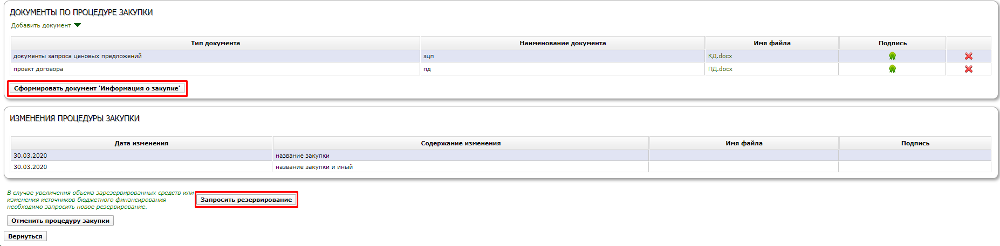 ДОКУМЕНТЫ ПО ПРОЦЕДУРЕ ЗАКУПКИ
Добавить документ
Тип документа Наименование документа Имя файла Подпись
документы запроса ценовых предложений зцп КД.docx
проект договора пд ПД.docx
Сформировать документ 'Информация о закупке'
ИЗМЕНЕНИЯ ПРОЦЕДУРЫ ЗАКУПКИ
Дата изменения Содержание изменения Имя файла Подпись
30.03.2020 название закупки
30.03.2020 название закупки и иный
В случае увеличения объема зарезервированных средств или
изменения источников бюджетного финансирования
необходимо запросить новое резервирование.
Запросить резервирование
Отменить процедуру закупки
Вернуться